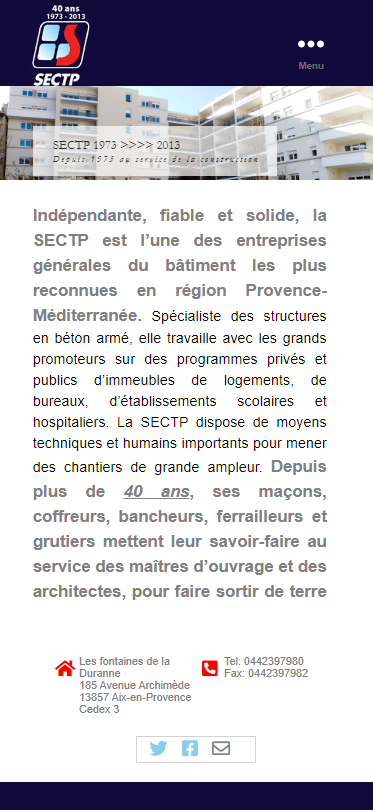 40 ans
1973 - 2013
SECTP
Menu
SECTP 1973 >>>> 2013
Depuis 1973 au service de la construction
Indépendante, fiable et solide, la
SECTP est l’une des entreprises
générales du bâtiment les plus
reconnues en région Provence-
Méditerranée. Spécialiste des structures
en béton armé, elle travaille avec les grands
promoteurs sur des programmes privés et
publics d’immeubles de logements, de
bureaux, d’établissements scolaires et
hospitaliers. La SECTP dispose de moyens
techniques et humains importants pour mener
des chantiers de grande ampleur. Depuis
plus de 40 ans, ses maçons,
coffreurs, bancheurs, ferrailleurs et
grutiers mettent leur savoir-faire au
service des maîtres d’ouvrage et des
architectes, pour faire sortir de terre
Les fontaines de la
Duranne
185 Avenue Archimède
13857 Aix-en-Provence
Cedex 3
Tel: 0442397980
Fax: 0442397982